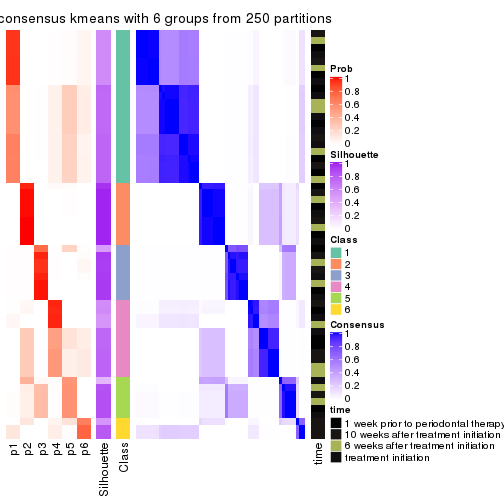 consensus kmeans with 6 groups from 250 partitions
Prob
1
0.8
0.6
0.4
0.2
0
Silhouette
1
0.8
0.6
0.4
0.2
0
Class
1
2
3
4
5
6
Consensus
1
0.8
0.6
0.4
0.2
0
time
1 week prior to periodontal therapy
10 weeks after treatment initiation
6 weeks after treatment initiation
treatment initiation
p1
p2
p3
p4
p5
p6
Silhouette
Class
time